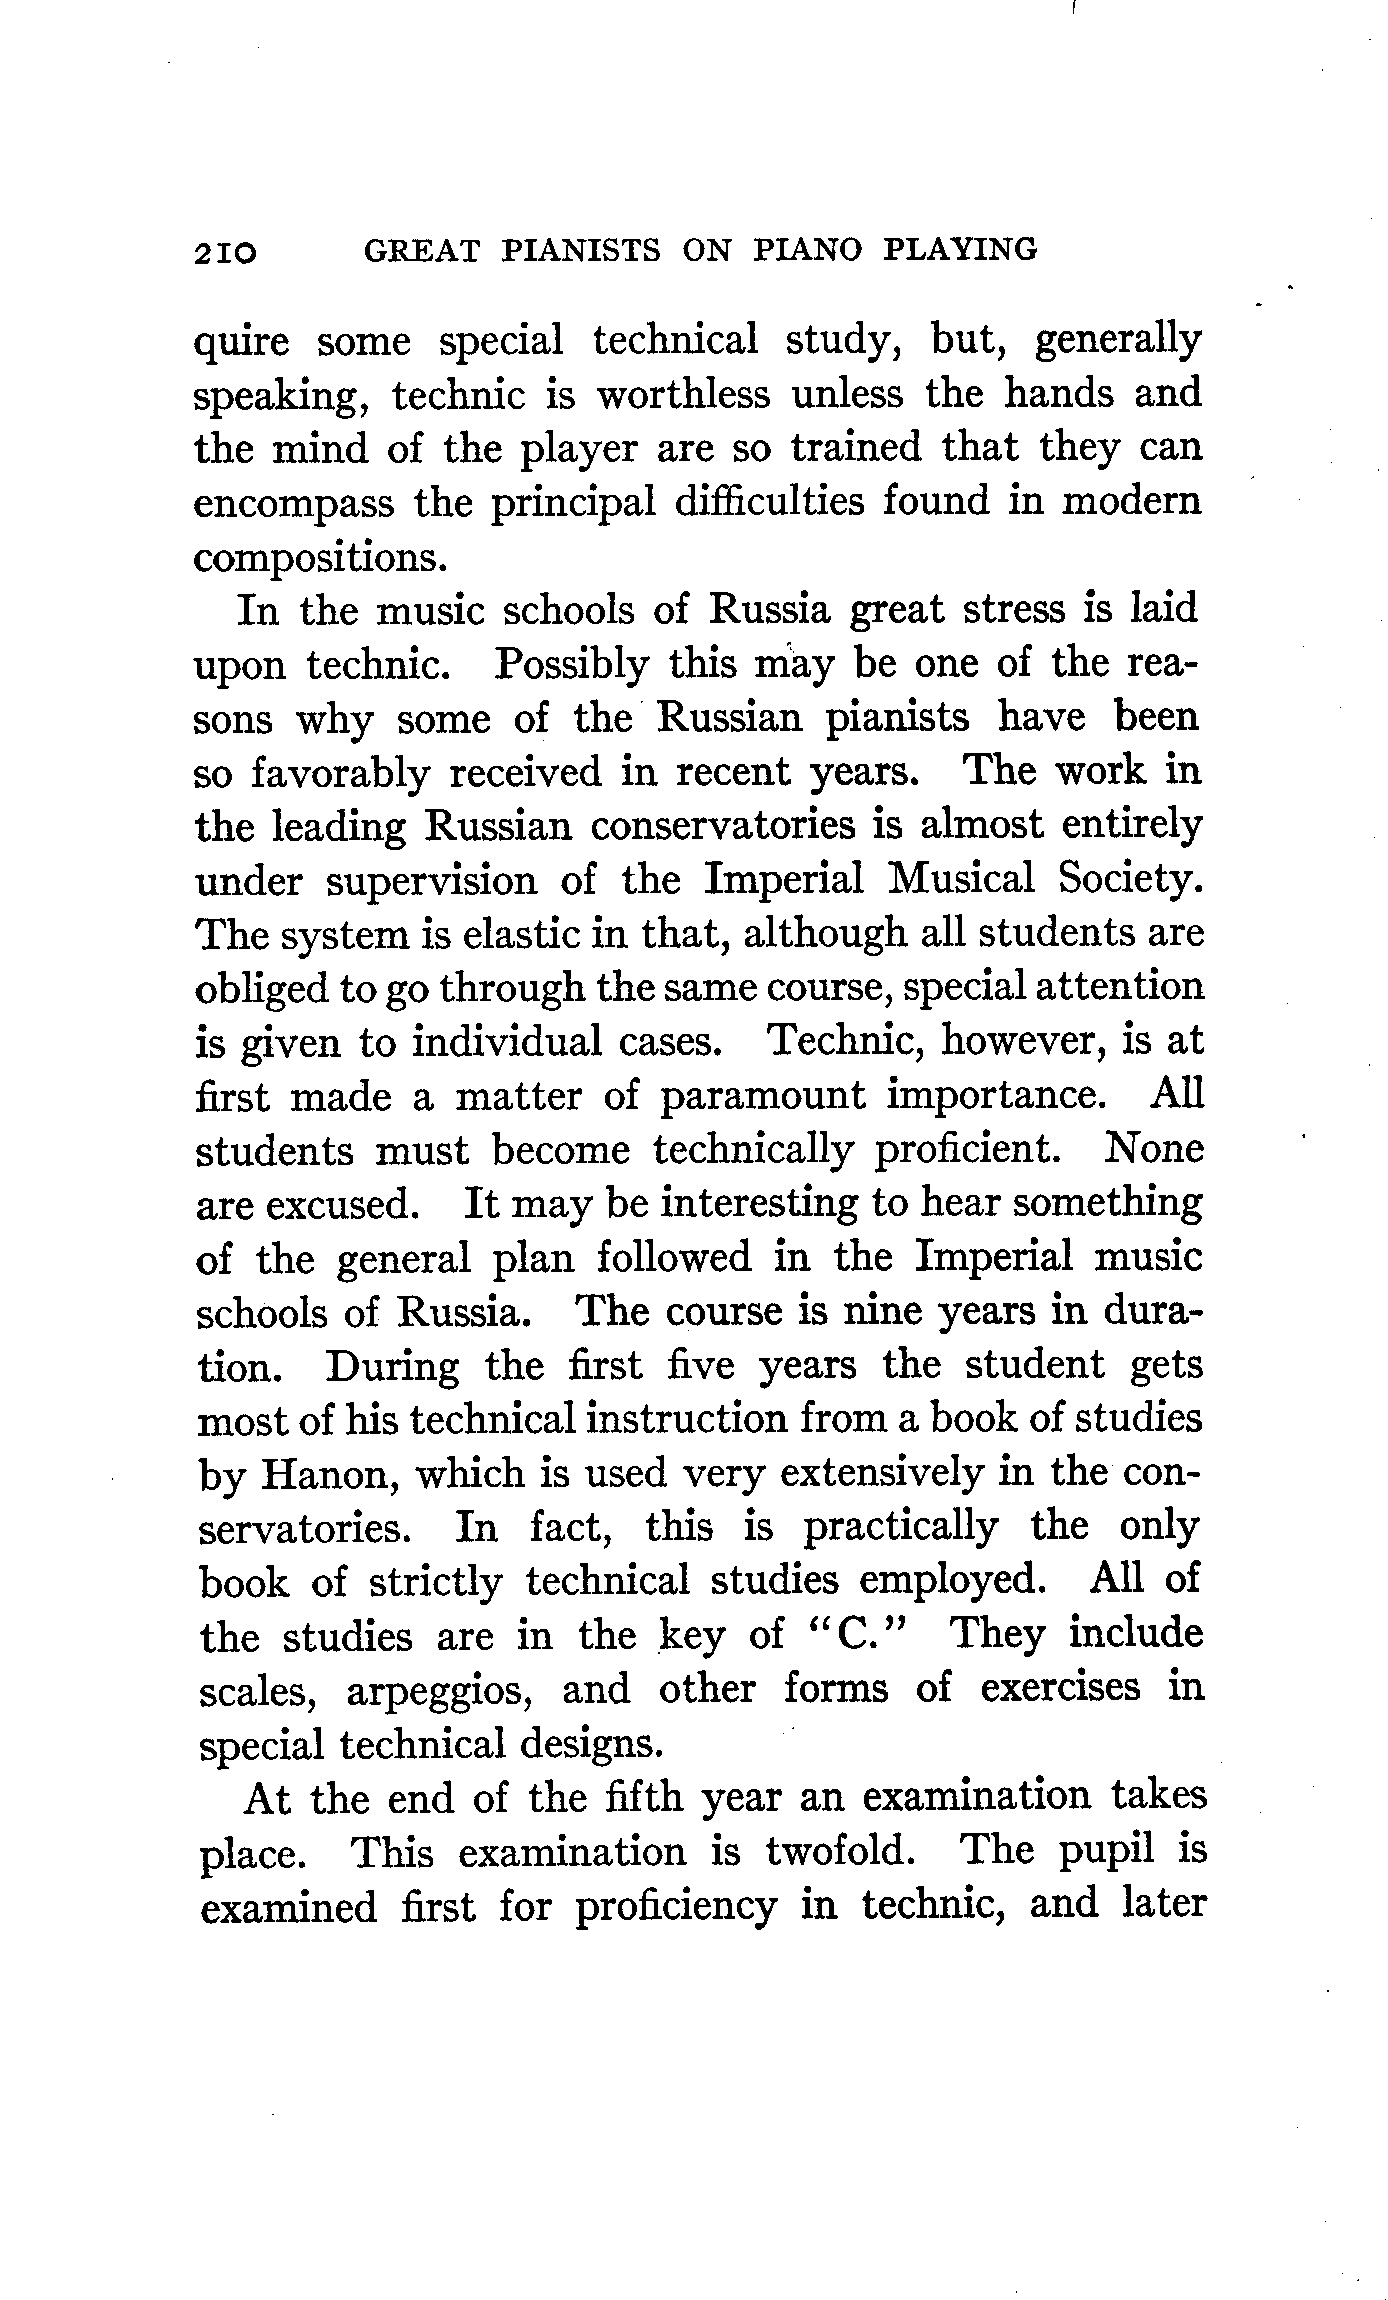 210 GREAT PIANISTS ON PIANO PLAYING
quire some special technical study, but, generally
speaking, technic is worthless unless the hands and
the mind of the player are so trained that they can
encompass the principal difficulties found in modern
compositions.
In the music schools of Russia great stress is laid
upon technic. Possibly this may be one of the rea-
sons why some of the Russian pianists have been
so favorably received in recent years. The work in
the leading Russian conservatories is almost entirely
under supervision of the Imperial Musical Society.
The system is elastic in that, although all students are
obliged to go through the same course, special attention
is given to individual cases. Technic, however, is at
first made a matter of paramount importance. All
students must become technically proficient. None
are excused. It may be interesting to hear something
of the general plan followed in the Imperial music
schools of Russia. The course is nine years in dura-
tion. During the first five years the student gets
most of his technical instruction from a book of studies
by Hanon, which is used very extensively in the con-
servatories. In fact, this is practically the only
book of strictly technical studies employed. All of
the studies are in the key of "C." They include
scales, arpeggios, and other forms of exercises in
special technical designs.
At the end of the fifth year an examination takes
place. This examination is twofold. The pupil is
examined first for proficiency in technic, and later